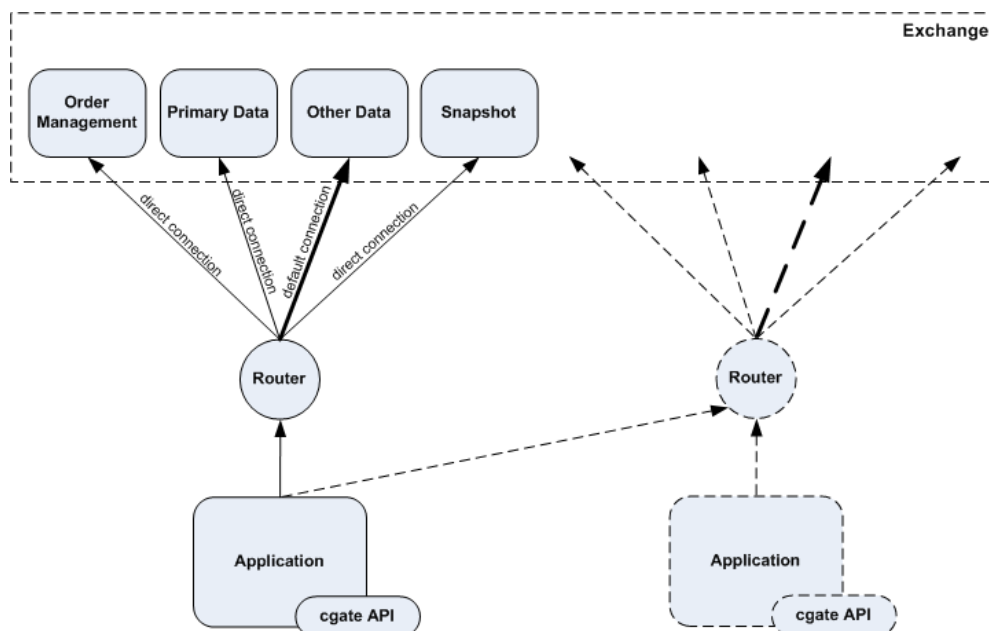 Exchange
Order
Management
Primary Data
Other Data
Snapshot
direct connection
direct connection
default connection
direct connection
Router
Router
Application
cgate API
Application
cgate API